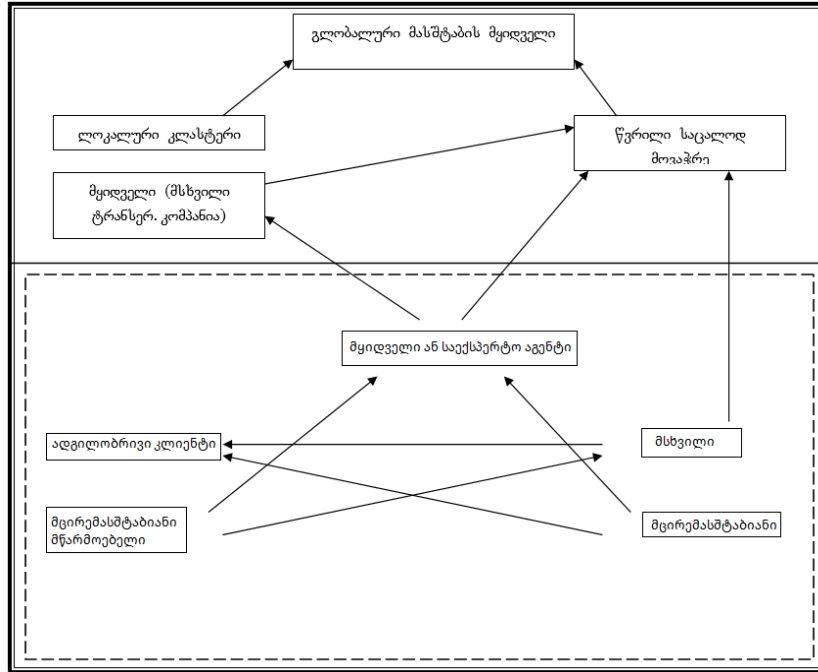 გლობალური მასშტაბის მყიდველი
ლოკალური კლასტერი
წვრილი საცალოდ
მოვაჭრე
მყიდველი (მსხვილი
ტრანსერ. კომპანია)
მყიდველი ან საექსპერტო აგენტი
ადგილობრივი კლიენტი
მსხვილი
მცირემასშტაბიანი
მწარმოებელი
მცირემასშტაბიანი